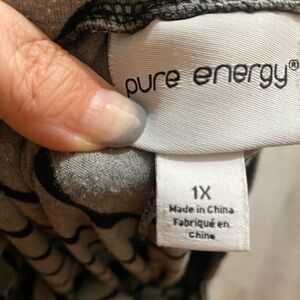 pure energy®
1X
Made in China
Fabriqué en
Chine